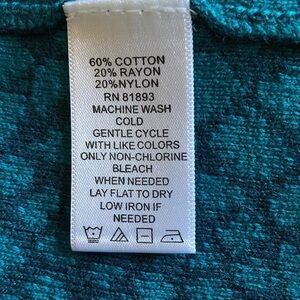 60% COTTON
20% RAYON
20%NYLON
RN 81893
MACHINE WASH
COLD
GENTLE CYCLE
WITH LIKE COLORS
ONLY NON-CHLORINE
BLEACH
WHEN NEEDED
LAY FLAT TO DRY
LOW IRON IF
NEEDED